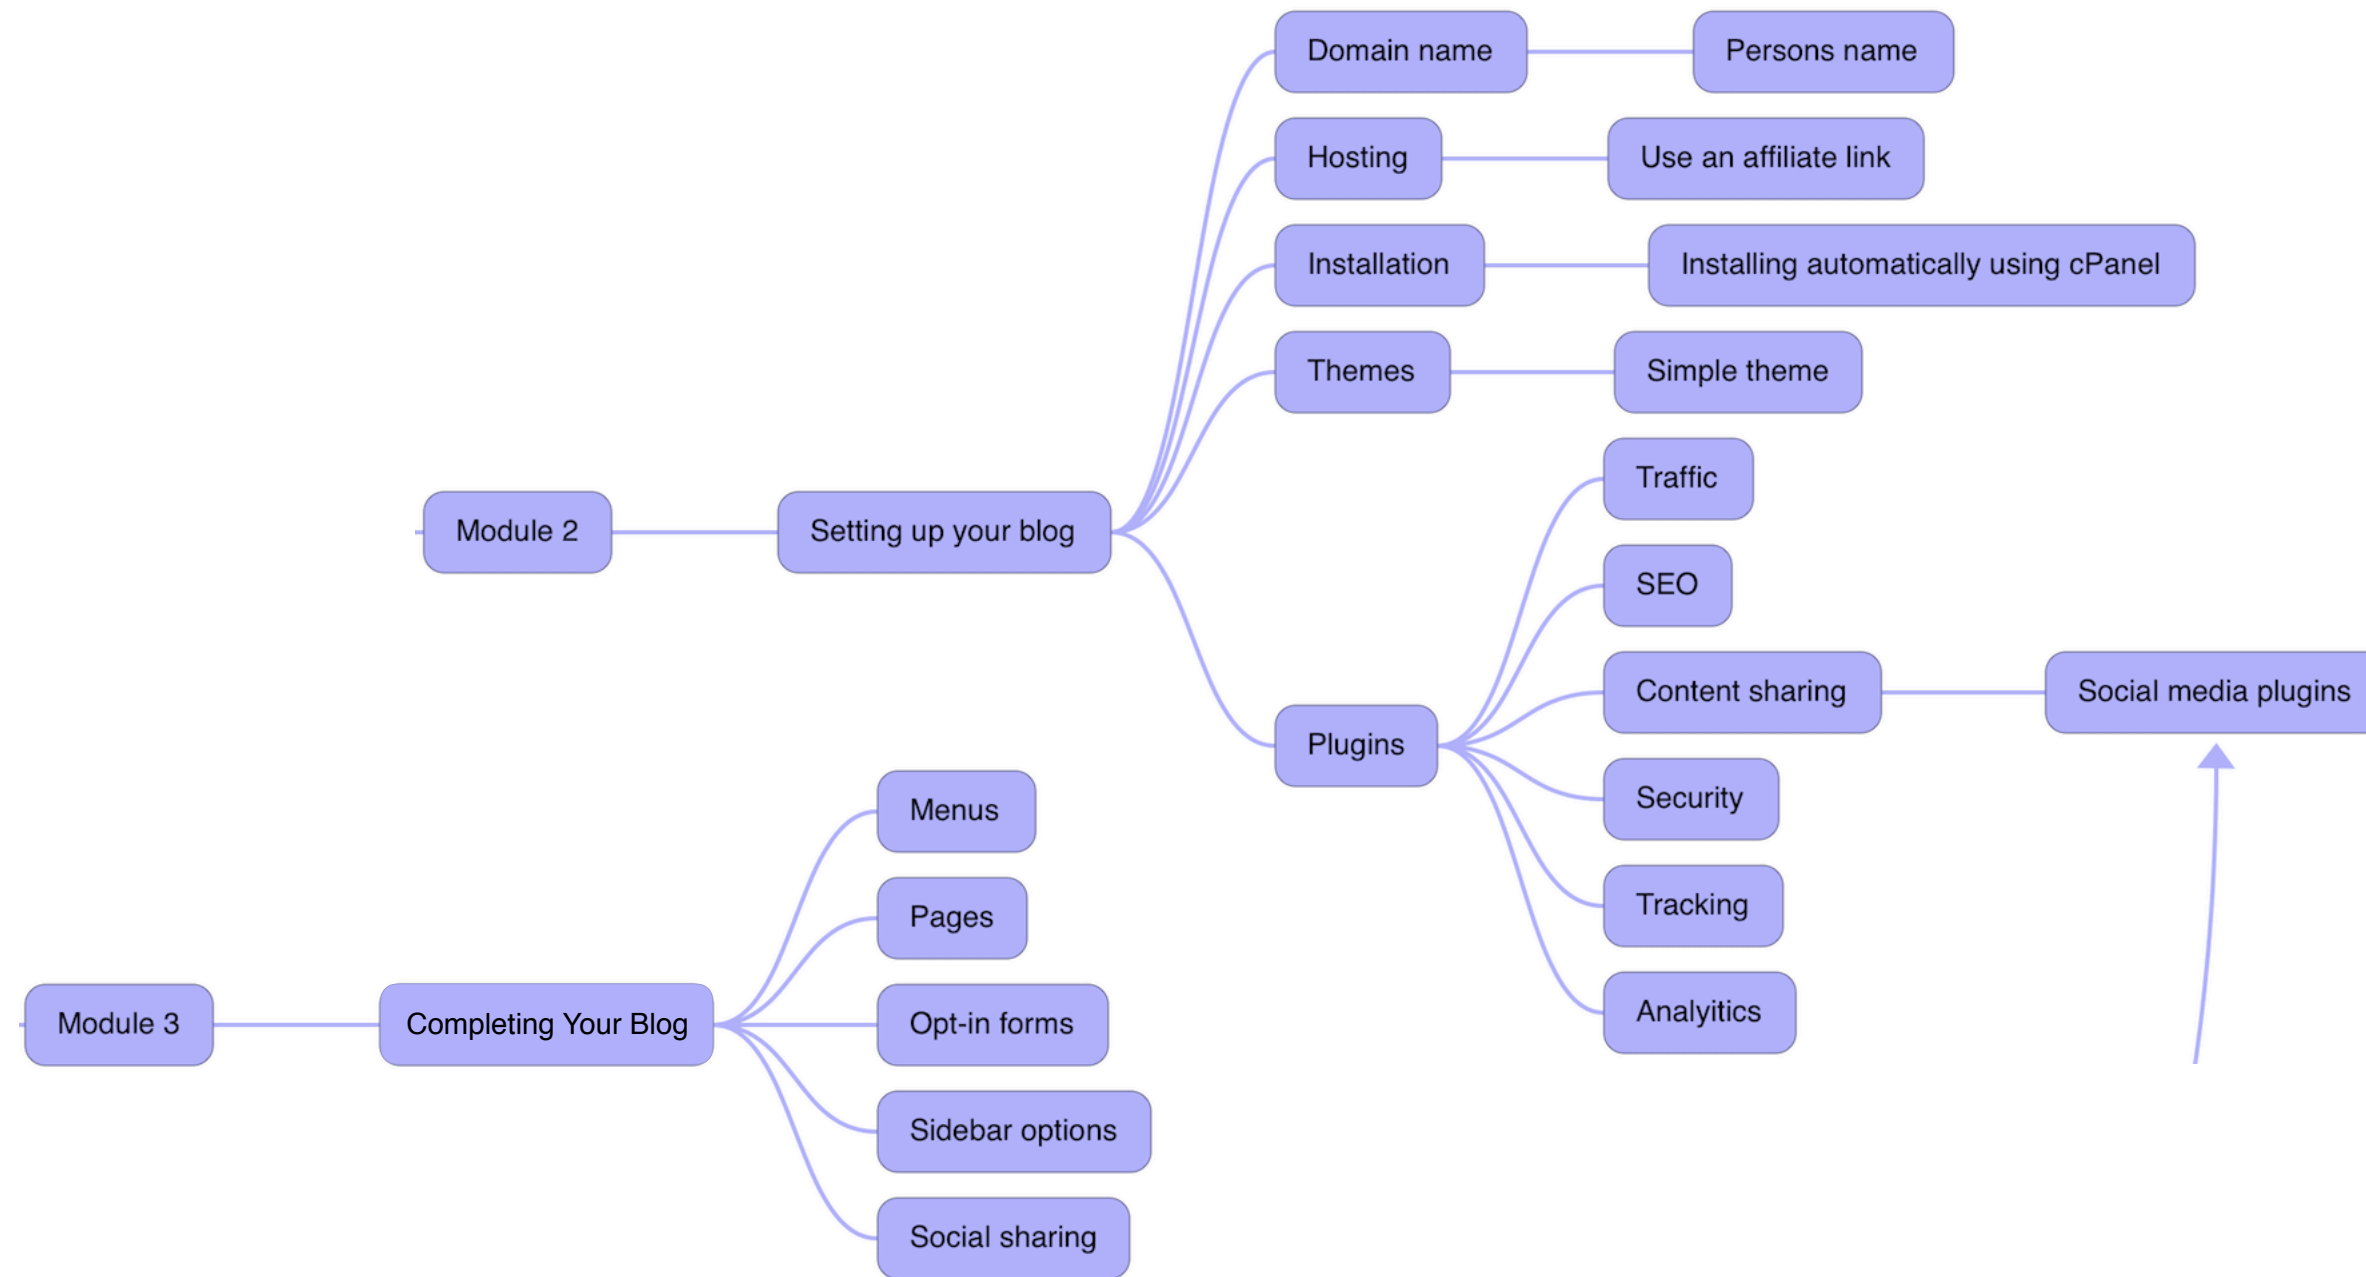 Module 2
Setting up your blog
Domain name
Persons name
Hosting
Use an affiliate link
Installation
Installing automatically using cPanel
Themes
Simple theme
Plugins
Traffic
SEO
Content sharing
Social media plugins
Security
Tracking
Analyitics
Module 3
Completing Your Blog
Menus
Pages
Opt-in forms
Sidebar options
Social sharing